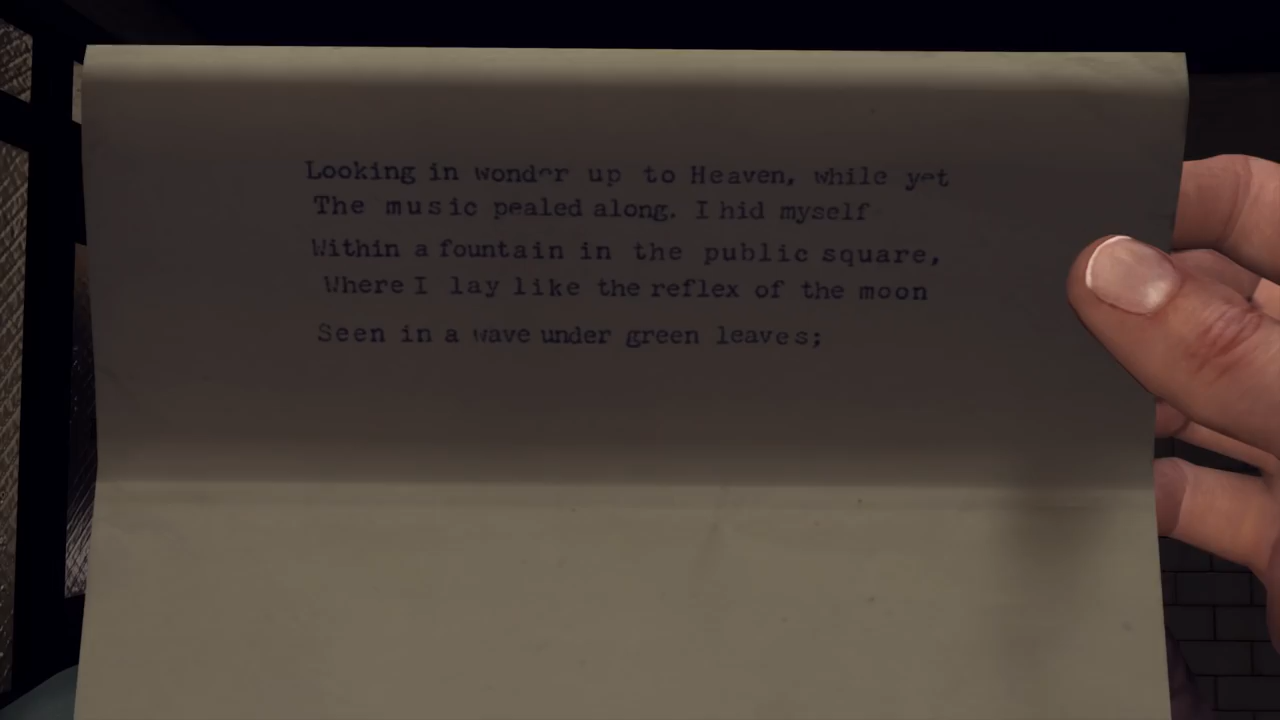 Looking in wonder up to Heaven, while yet
The music pealed along. I hid myself
Within a fountain in the public square,
Where I lay like the reflex of the moon
Seen in a wave under green leaves;